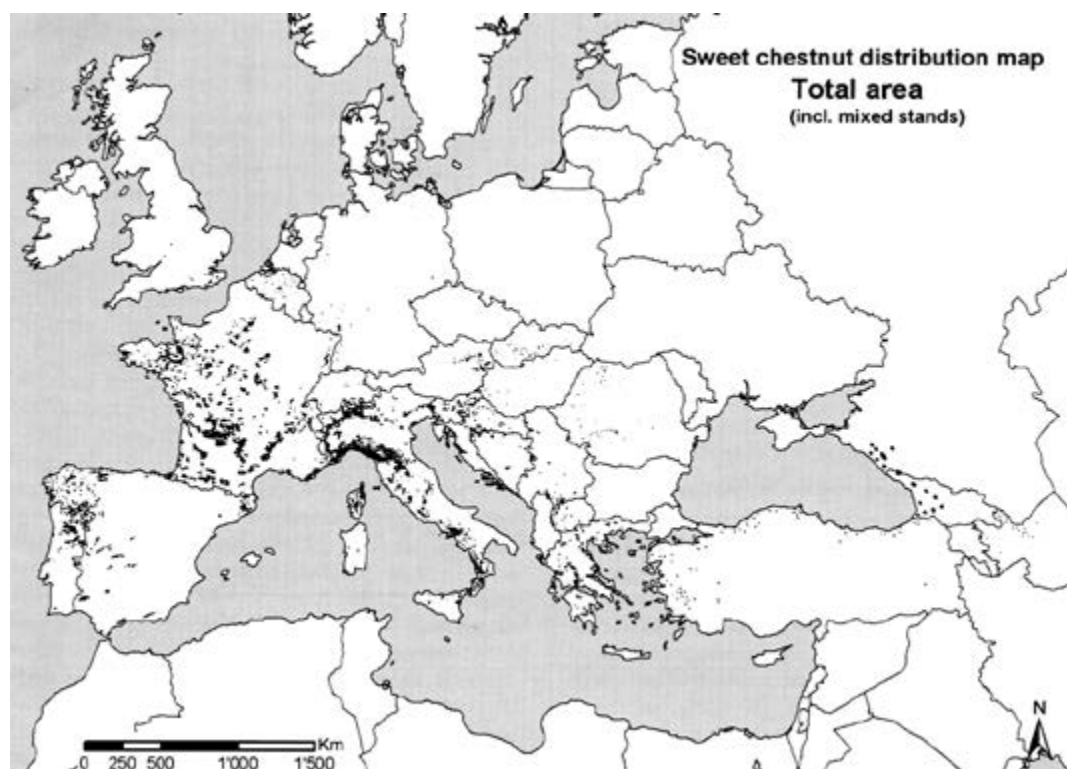 Sweet chestnut distribution map
Total area
(incl. mixed stands)
N
Km
0 250 500 1'000 1'500